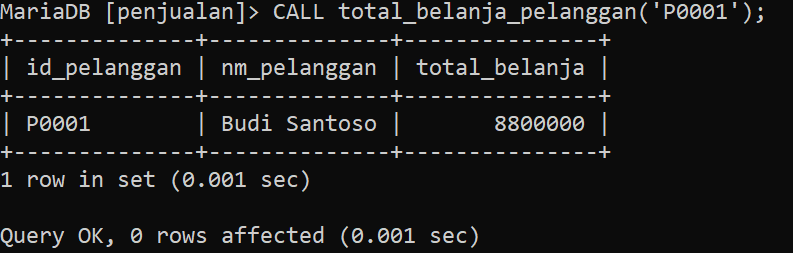 MariaDB [penjualan]> CALL total_belanja_pelanggan('P0001');
+--------------+--------------+---------------+
| id_pelanggan | nm_pelanggan | total_belanja |
+--------------+--------------+---------------+
| P0001        | Budi Santoso |       8800000 |
+--------------+--------------+---------------+
1 row in set (0.001 sec)
Query OK, 0 rows affected (0.001 sec)